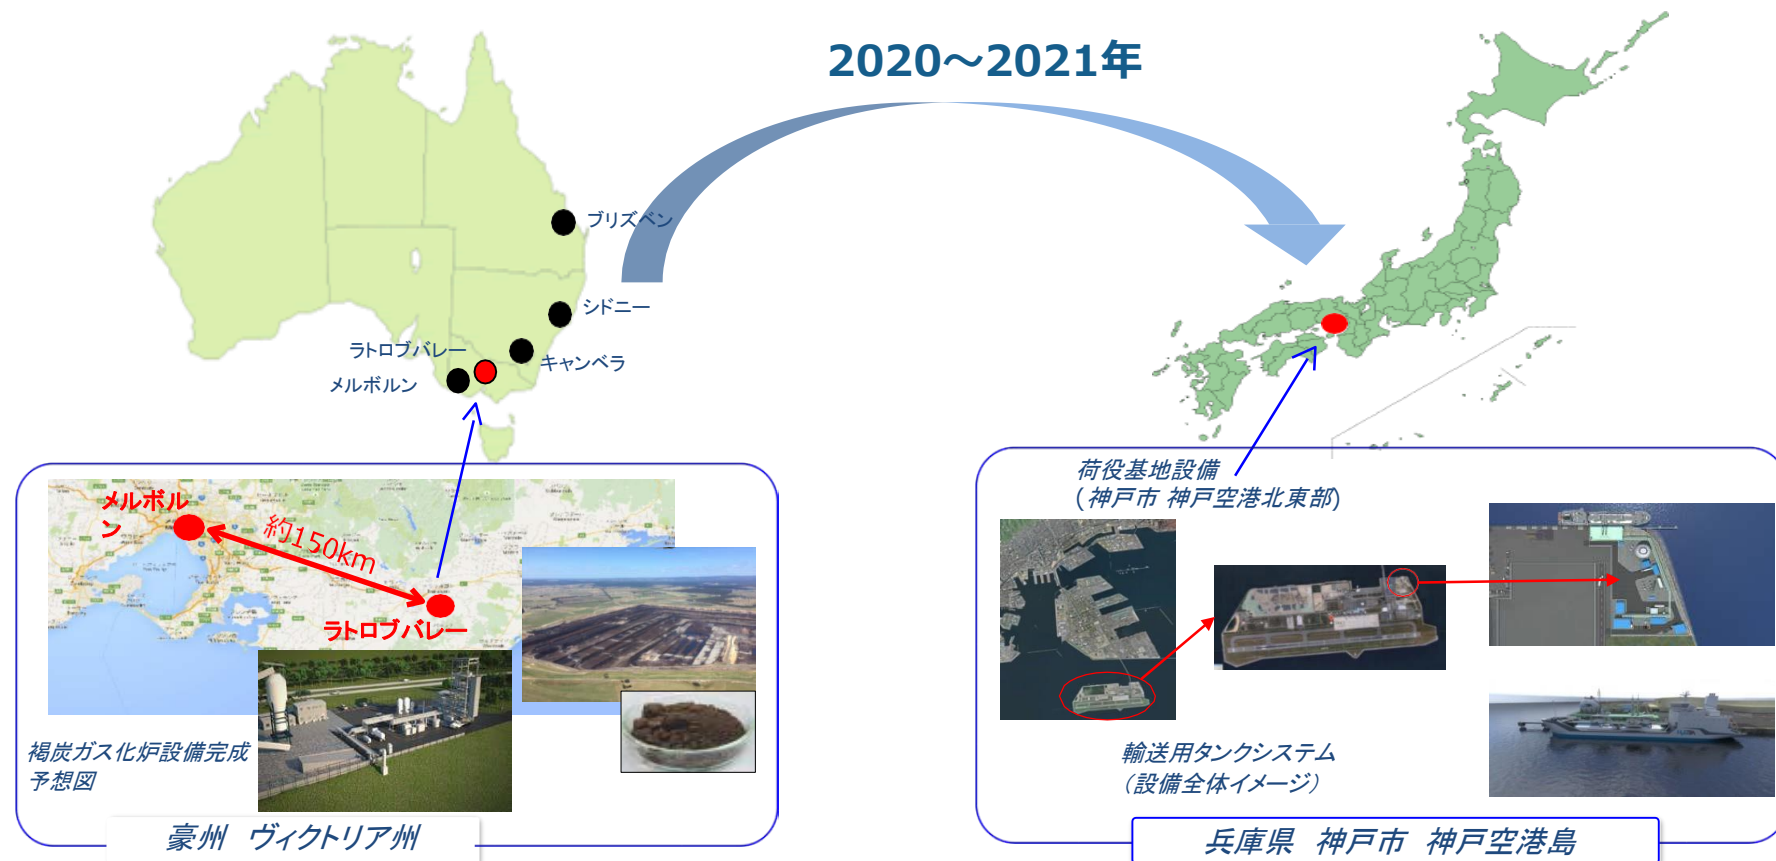 2020～2021年
ブリズベン
シドニー
ラトロブバレー
キャンベラ
メルボルン
メルボル
ン
約150km
ラトロブバレー
褐炭ガス化炉設備完成
予想図
豪州　ヴィクトリア州
荷役基地設備
(神戸市 神戸空港北東部)
輸送用タンクシステム
（設備全体イメージ）
兵庫県　神戸市　神戸空港島